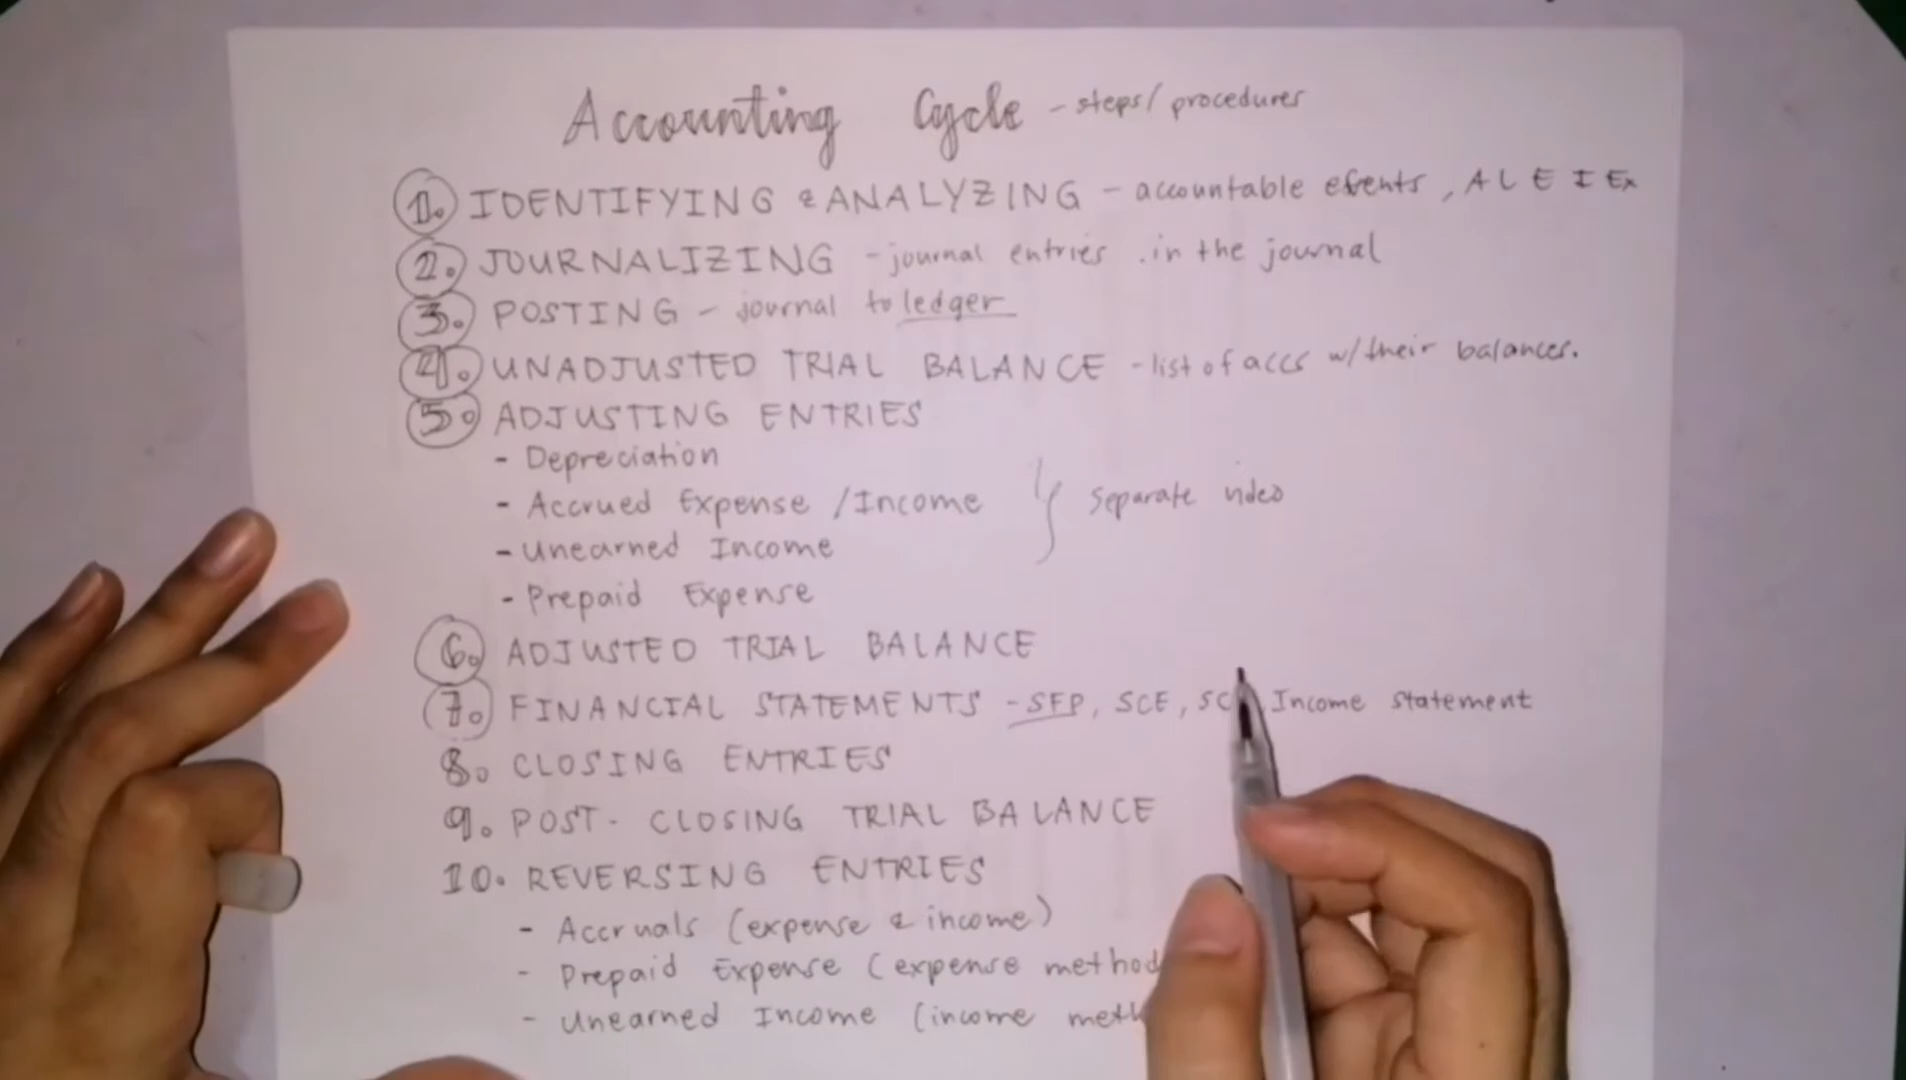 Accounting Cycle - steps/procedures
1. IDENTIFYING & ANALYZING - accountable events, A L E I Ex
2. JOURNALIZING - journal entries . in the journal
3. POSTING - journal to ledger
4. UNADJUSTED TRIAL BALANCE - list of accs w/ their balances.
5. ADJUSTING ENTRIES
- Depreciation
- Accrued Expense /Income } separate video
- Unearned Income
- Prepaid Expense
6. ADJUSTED TRIAL BALANCE
7. FINANCIAL STATEMENTS - SFP, SCE, SC Income Statement
8. CLOSING ENTRIES
9. POST-CLOSING TRIAL BALANCE
10. REVERSING ENTRIES
- Accruals (expense & income)
- Prepaid Expense (expense method
- Unearned Income (income